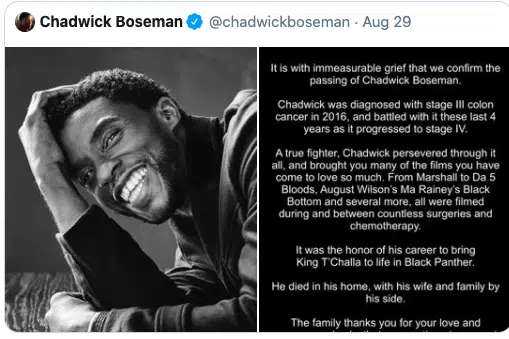 Chadwick Boseman @chadwickboseman · Aug 29
It is with immeasurable grief that we confirm the
passing of Chadwick Boseman.
Chadwick was diagnosed with stage III colon
cancer in 2016, and battled with it these last 4
years as it progressed to stage IV.
A true fighter, Chadwick persevered through it
all, and brought you many of the films you have
come to love so much. From Marshall to Da 5
Bloods, August Wilson's Ma Rainey's Black
Bottom and several more, all were filmed
during and between countless surgeries and
chemotherapy.
It was the honor of his career to bring
King T'Challa to life in Black Panther.
He died in his home, with his wife and family by
his side.
The family thanks you for your love and